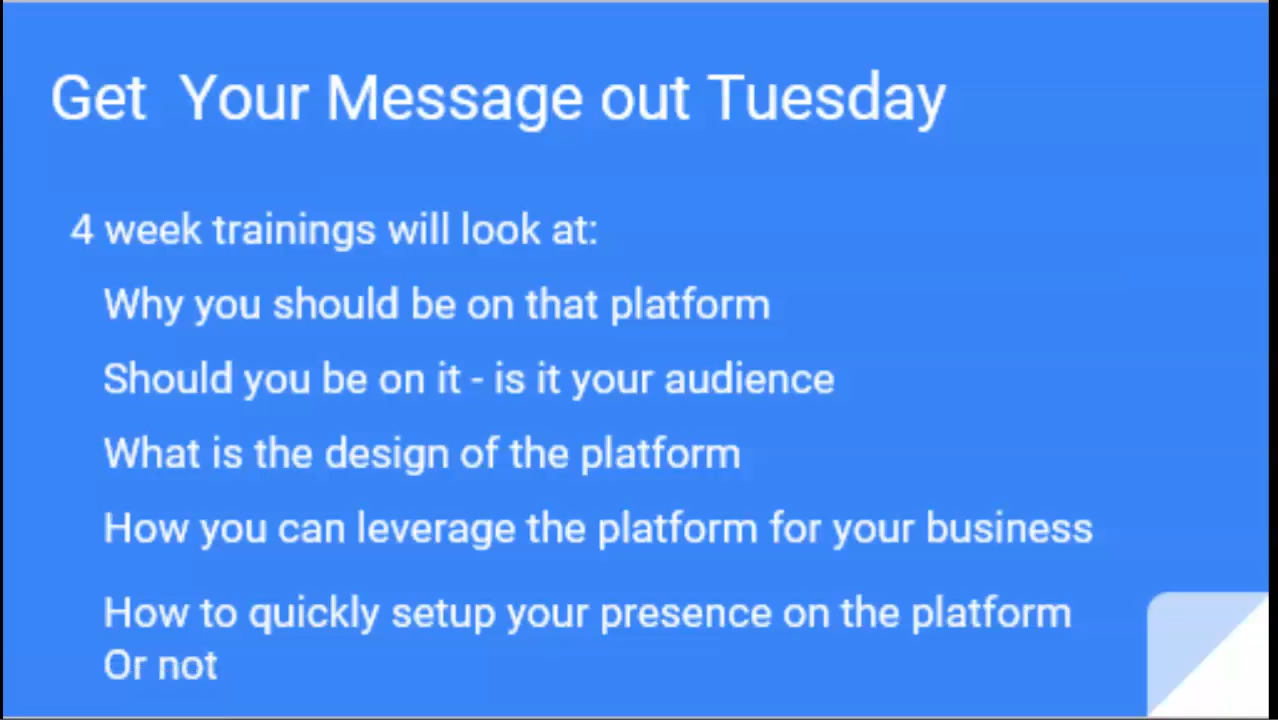 Get  Your Message out Tuesday
4 week trainings will look at:
Why you should be on that platform
Should you be on it - is it your audience
What is the design of the platform
How you can leverage the platform for your business
How to quickly setup your presence on the platform
Or not